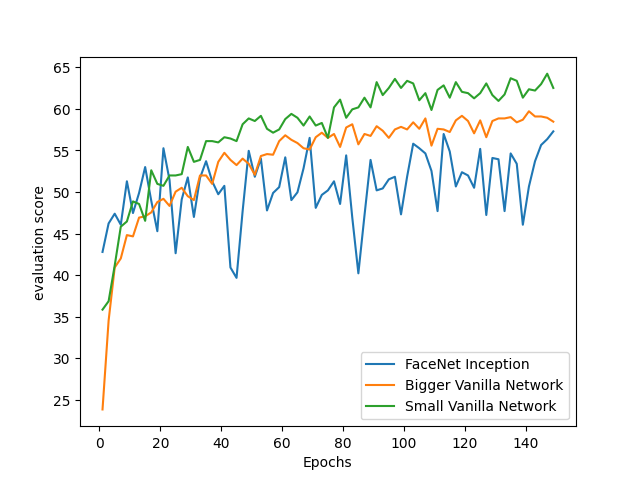 65
60
55
50
45
40
35
30
25
evaluation score
0 20 40 60 80 100 120 140
Epochs
FaceNet Inception
Bigger Vanilla Network
Small Vanilla Network